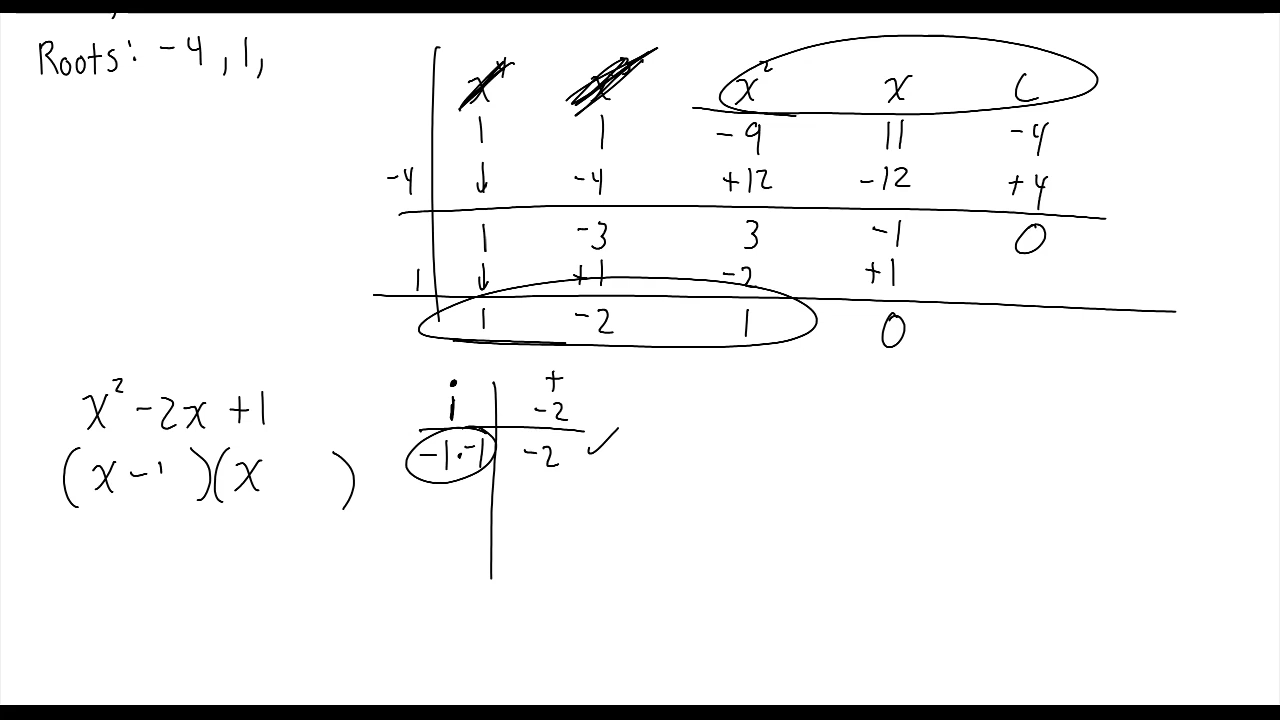 Roots: -4, 1,
x⁴ x³ x² x C
1 1 -9 11 -4
-4 ↓ -4 +12 -12 +4
1 -3 3 -1 0
1 ↓ +1 -2 +1
1 -2 1 0
x² -2x +1
(x -1)(x )
+
i -2
-1·-1 -2 ✓